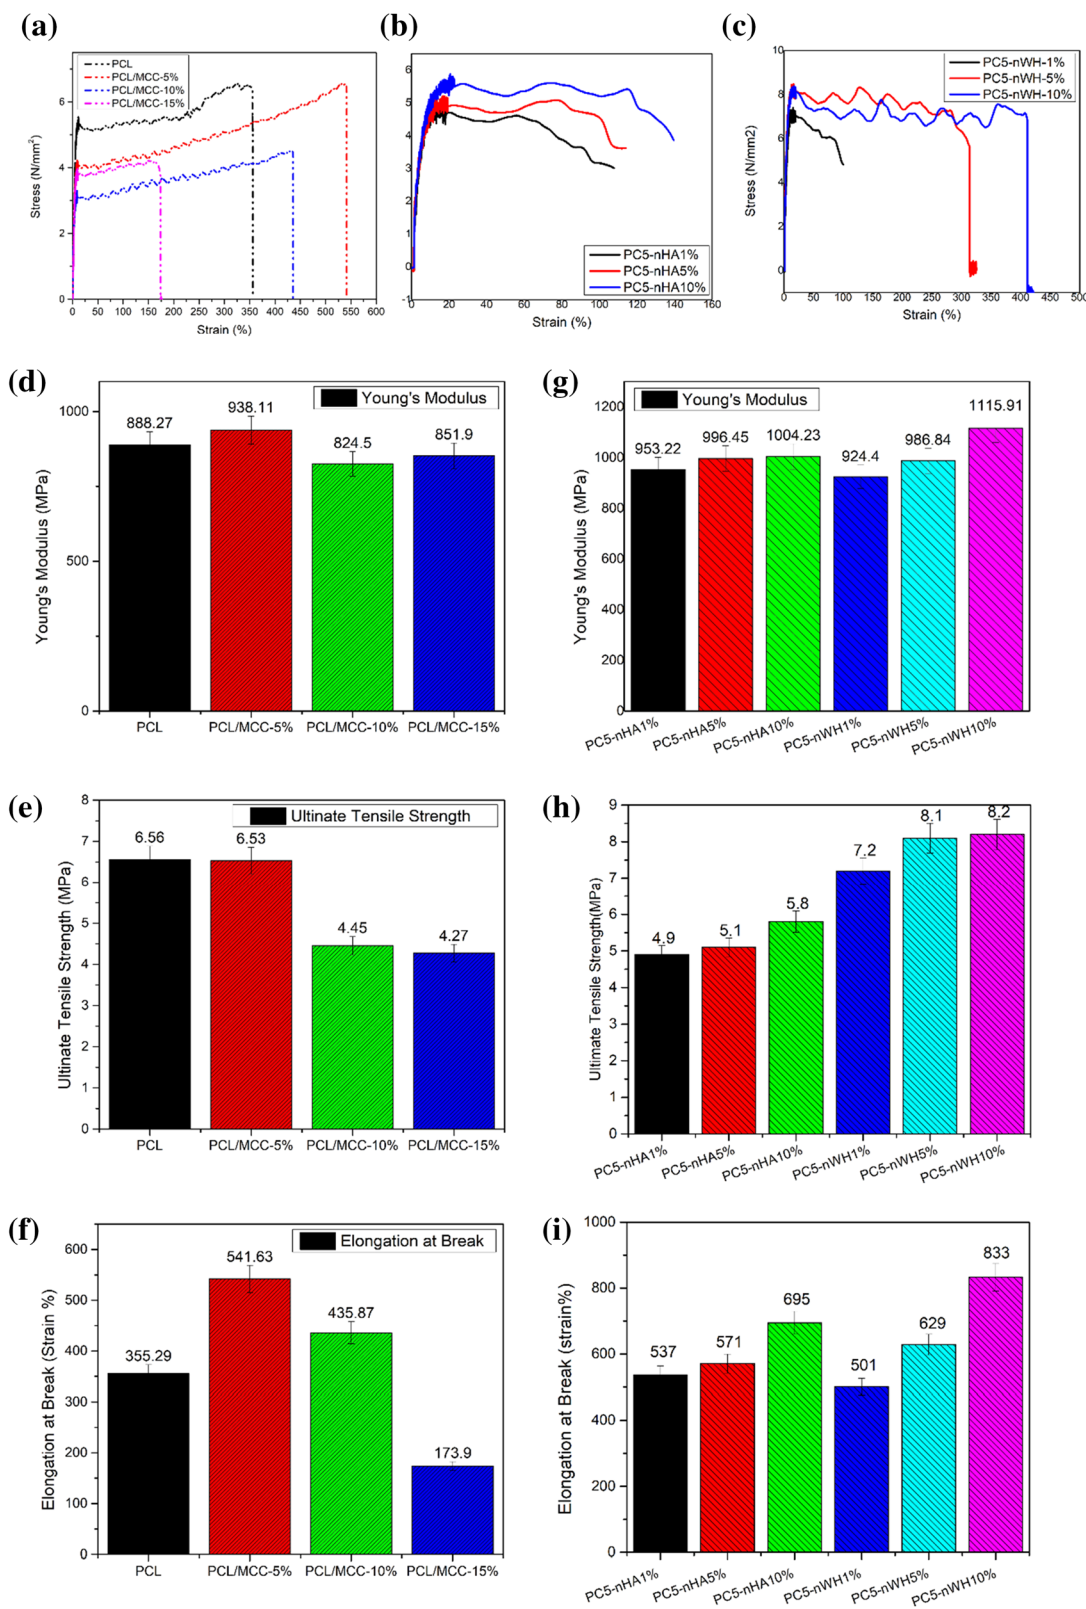 (a)
PCL
PCL/MCC-5%
PCL/MCC-10%
PCL/MCC-15%
6
4
2
0
Stress (N/mm²)
0 50 100 150 200 250 300 350 400 450 500 550 600
Strain (%)
(b)
6
5
4
3
2
1
0
-1
PC5-nHA1%
PC5-nHA5%
PC5-nHA10%
0 20 40 60 80 100 120 140 160
Strain (%)
(c)
10
8
6
4
2
0
Stress (N/mm2)
PC5-nWH-1%
PC5-nWH-5%
PC5-nWH-10%
0 50 100 150 200 250 300 350 400 450 500
Strain (%)
(d)
Young's Modulus
1000
500
0
Young's Modulus (MPa)
888.27
938.11
824.5
851.9
PCL PCL/MCC-5% PCL/MCC-10% PCL/MCC-15%
(g)
Young's Modulus
1200
1000
800
600
400
200
0
Young's Modulus (MPa)
953.22
996.45
1004.23
924.4
986.84
1115.91
PC5-nHA1% PC5-nHA5% PC5-nHA10% PC5-nWH1% PC5-nWH5% PC5-nWH10%
(e)
Ultinate Tensile Strength
8
7
6
5
4
3
2
1
0
Ultinate Tensile Strength (MPa)
6.56
6.53
4.45
4.27
PCL PCL/MCC-5% PCL/MCC-10% PCL/MCC-15%
(h)
9
8
7
6
5
4
3
2
1
0
Ultimate Tensile Strength(MPa)
4.9
5.1
5.8
7.2
8.1
8.2
PC5-nHA1% PC5-nHA5% PC5-nHA10% PC5-nWH1% PC5-nWH5% PC5-nWH10%
(f)
Elongation at Break
600
500
400
300
200
100
0
Elongation at Break (Strain %)
355.29
541.63
435.87
173.9
PCL PCL/MCC-5% PCL/MCC-10% PCL/MCC-15%
(i)
1000
800
600
400
200
0
Elongation at Break (strain%)
537
571
695
501
629
833
PC5-nHA1% PC5-nHA5% PC5-nHA10% PC5-nWH1% PC5-nWH5% PC5-nWH10%